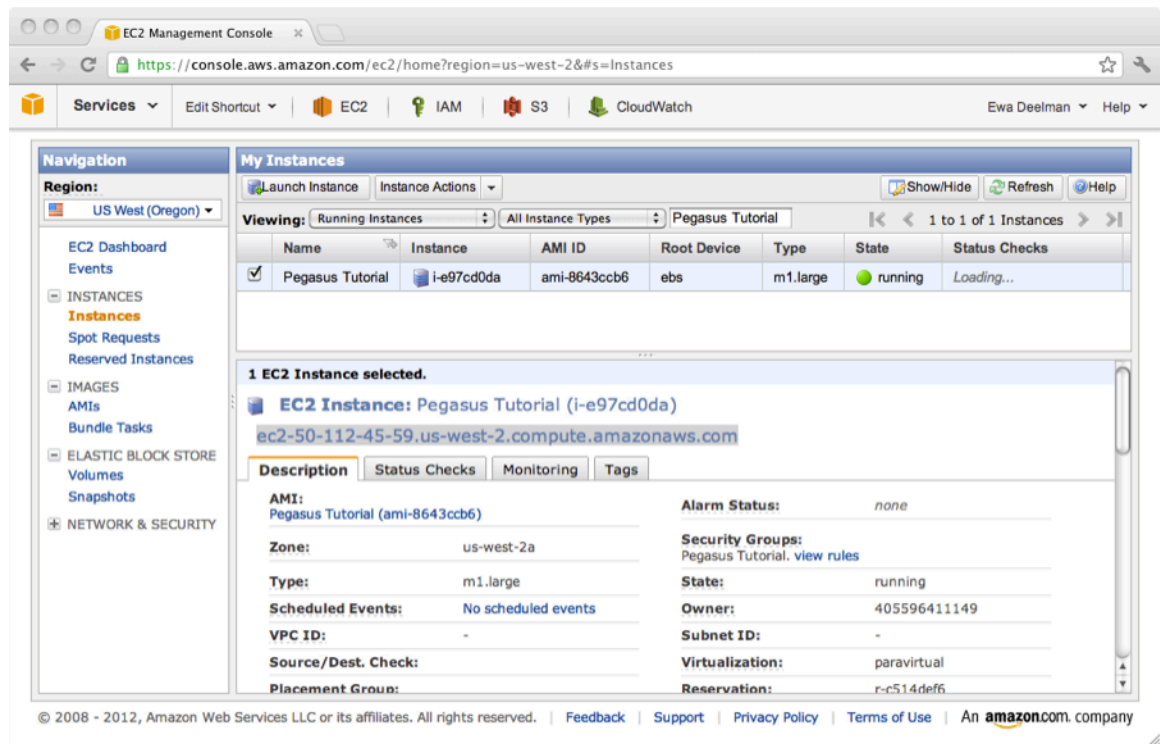 EC2 Management Console
https://console.aws.amazon.com/ec2/home?region=us-west-2&#s=Instances
Services Edit Shortcut EC2 IAM S3 CloudWatch Ewa Deelman Help
Navigation
Region:
US West (Oregon)
EC2 Dashboard
Events
INSTANCES
Instances
Spot Requests
Reserved Instances
IMAGES
AMIs
Bundle Tasks
ELASTIC BLOCK STORE
Volumes
Snapshots
NETWORK & SECURITY
My Instances
Launch Instance Instance Actions Show/Hide Refresh Help
Viewing: Running Instances All Instance Types Pegasus Tutorial 1 to 1 of 1 Instances
Name Instance AMI ID Root Device Type State Status Checks
Pegasus Tutorial i-e97cd0da ami-8643ccb6 ebs m1.large running Loading...
1 EC2 Instance selected.
EC2 Instance: Pegasus Tutorial (i-e97cd0da)
ec2-50-112-45-59.us-west-2.compute.amazonaws.com
Description Status Checks Monitoring Tags
AMI:
Pegasus Tutorial (ami-8643ccb6)
Alarm Status: none
Zone: us-west-2a
Security Groups:
Pegasus Tutorial. view rules
Type: m1.large
State: running
Scheduled Events: No scheduled events
Owner: 405596411149
VPC ID: -
Subnet ID: -
Source/Dest. Check:
Virtualization: paravirtual
Placement Group:
Reservation: r-c514def6
© 2008 - 2012, Amazon Web Services LLC or its affiliates. All rights reserved. | Feedback | Support | Privacy Policy | Terms of Use | An amazon.com. company